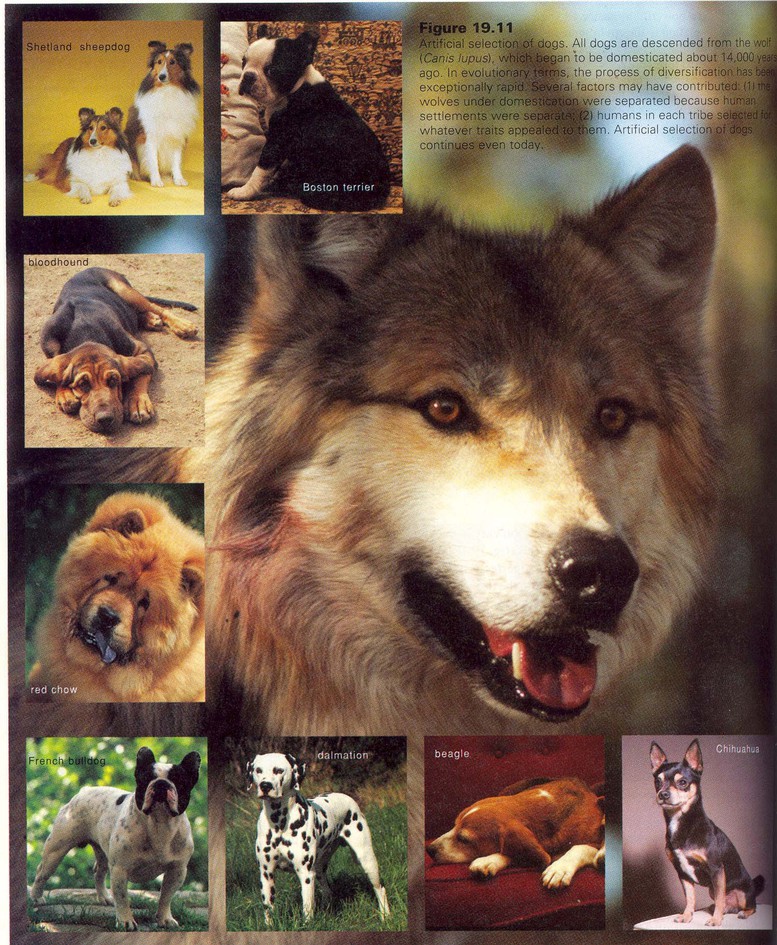 Figure 19.11
Artificial selection of dogs. All dogs are descended from the wolf
(Canis lupus), which began to be domesticated about 14,000 years
ago. In evolutionary terms, the process of diversification has been
exceptionally rapid. Several factors may have contributed: (1) the
wolves under domestication were separated because human
settlements were separate; (2) humans in each tribe selected for
whatever traits appealed to them. Artificial selection of dogs
continues even today.
Shetland sheepdog
Boston terrier
bloodhound
red chow
French bulldog
dalmation
beagle
Chihuahua